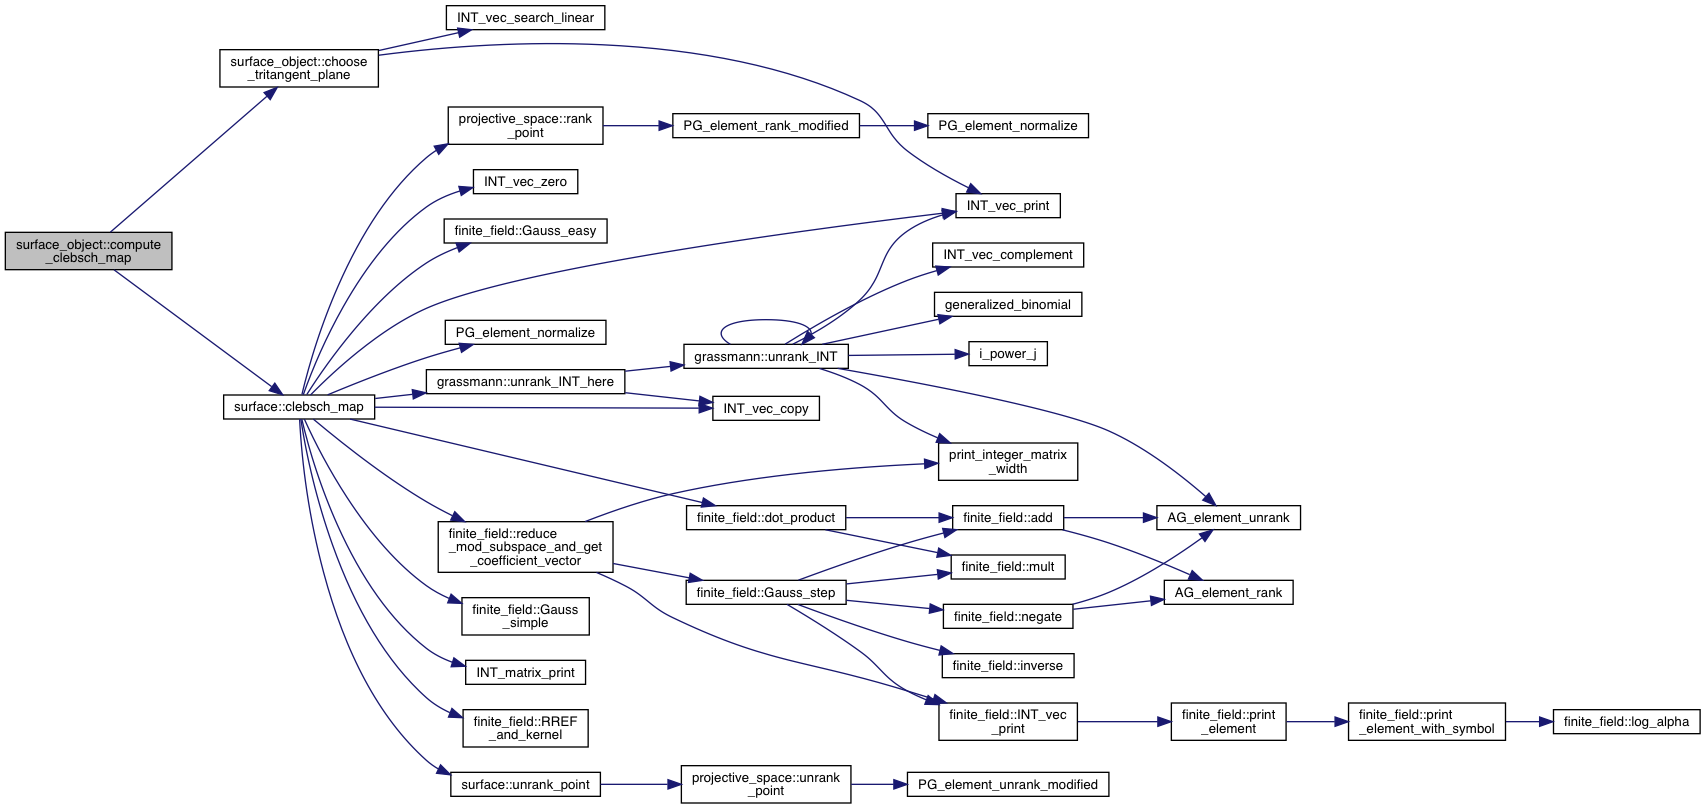 INT_vec_search_linear
surface_object::choose
_tritangent_plane
projective_space::rank
_point
PG_element_rank_modified
PG_element_normalize
INT_vec_zero
INT_vec_print
finite_field::Gauss_easy
surface_object::compute
_clebsch_map
INT_vec_complement
generalized_binomial
PG_element_normalize
grassmann::unrank_INT
i_power_j
grassmann::unrank_INT_here
surface::clebsch_map
INT_vec_copy
print_integer_matrix
_width
finite_field::reduce
_mod_subspace_and_get
_coefficient_vector
finite_field::dot_product
finite_field::add
AG_element_unrank
finite_field::mult
finite_field::Gauss_step
AG_element_rank
finite_field::Gauss
_simple
finite_field::negate
INT_matrix_print
finite_field::inverse
finite_field::RREF
_and_kernel
finite_field::INT_vec
_print
finite_field::print
_element
finite_field::print
_element_with_symbol
finite_field::log_alpha
surface::unrank_point
projective_space::unrank
_point
PG_element_unrank_modified